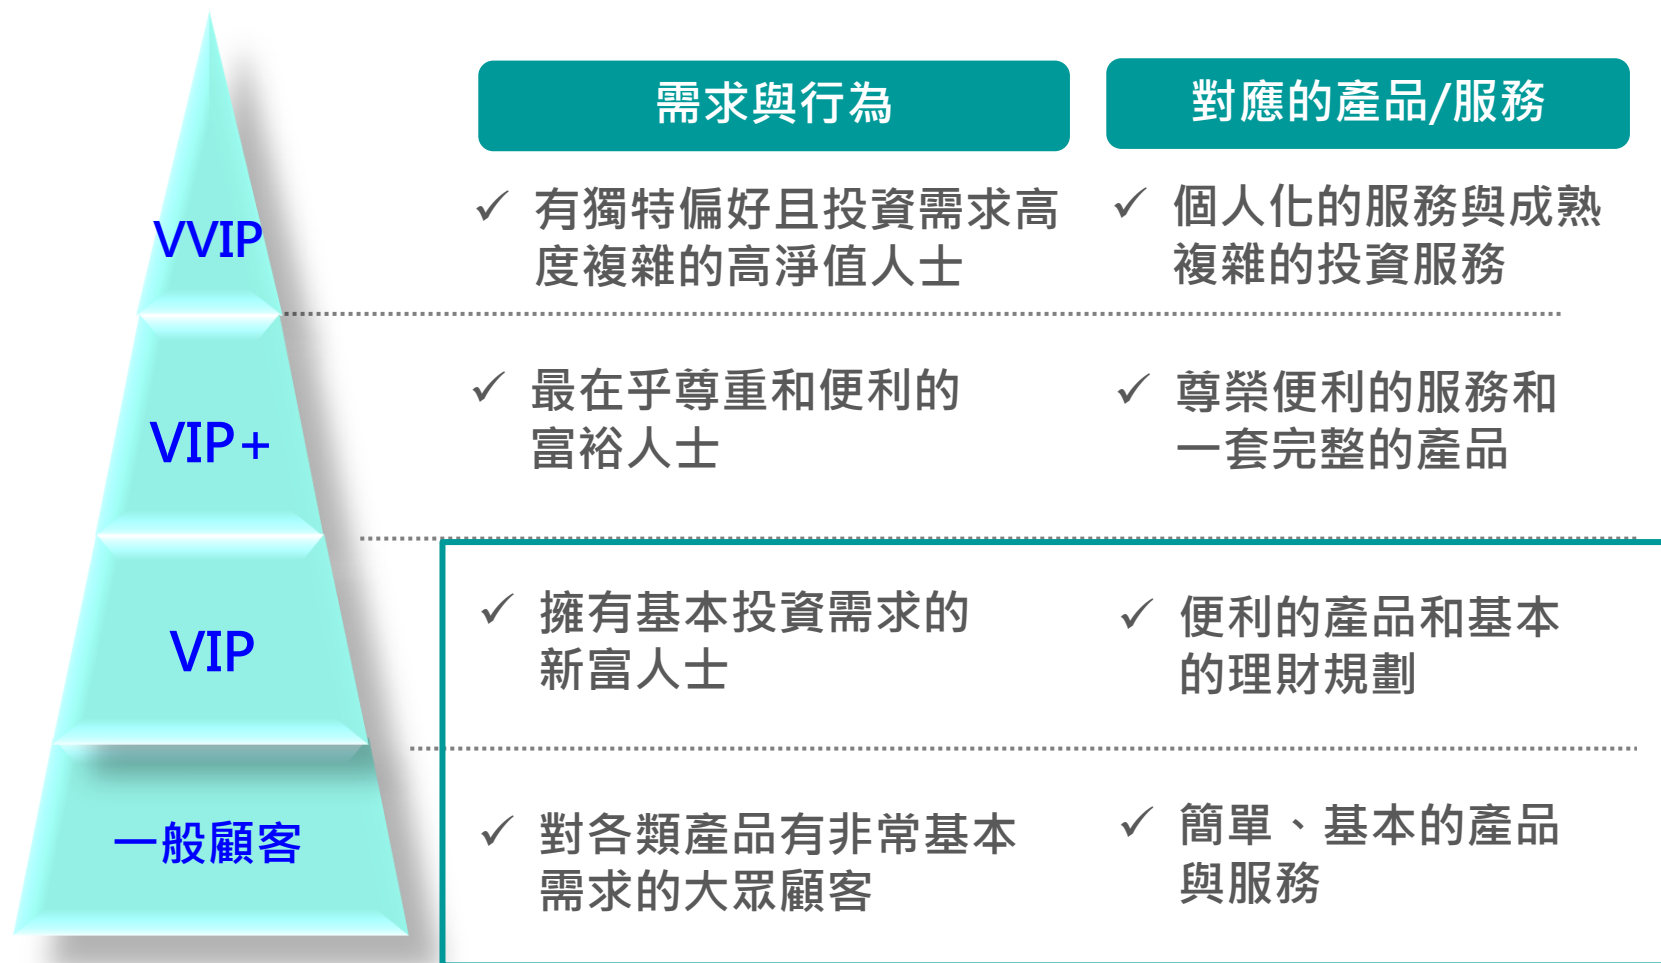 需求與行為
對應的產品/服務
VVIP
✓ 有獨特偏好且投資需求高
度複雜的高淨值人士
✓ 個人化的服務與成熟
複雜的投資服務
VIP+
✓ 最在乎尊重和便利的
富裕人士
✓ 尊榮便利的服務和
一套完整的產品
VIP
✓ 擁有基本投資需求的
新富人士
✓ 便利的產品和基本
的理財規劃
一般顧客
✓ 對各類產品有非常基本
需求的大眾顧客
✓ 簡單、基本的產品
與服務